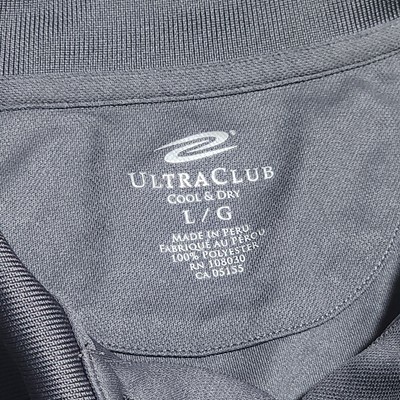 ULTRACLUB
COOL & DRY
L / G
MADE IN PERU
FABRIQUÉ AU PÉROU
100% POLYESTER
RN 108030
CA 05155